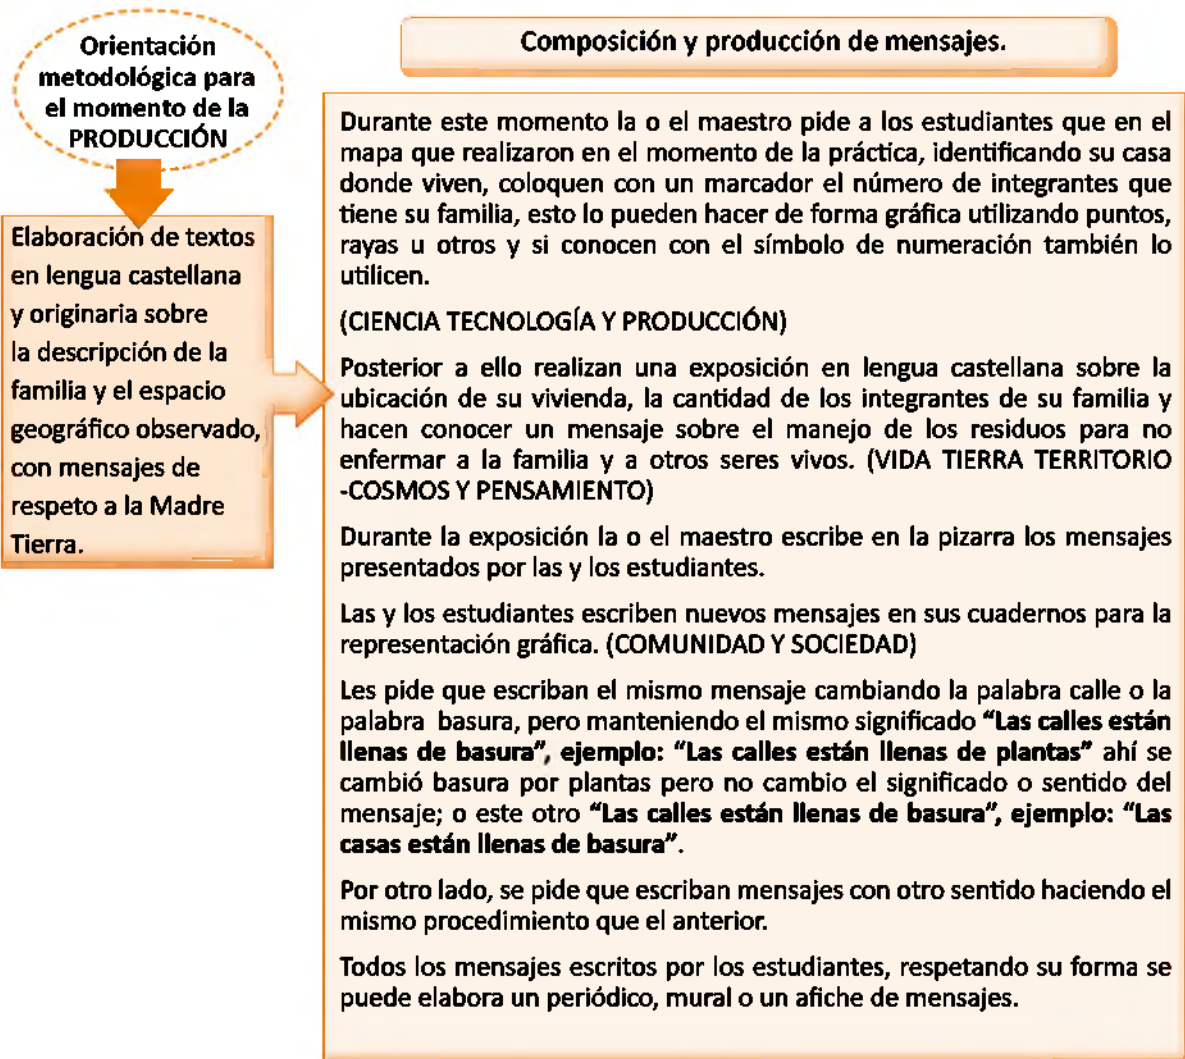 Orientación
metodológica para
el momento de la
PRODUCCIÓN
Elaboración de textos
en lengua castellana
y originaria sobre
la descripción de la
familia y el espacio
geográfico observado,
con mensajes de
respeto a la Madre
Tierra.
Composición y producción de mensajes.
Durante este momento la o el maestro pide a los estudiantes que en el
mapa que realizaron en el momento de la práctica, identificando su casa
donde viven, coloquen con un marcador el número de integrantes que
tiene su familia, esto lo pueden hacer de forma gráfica utilizando puntos,
rayas u otros y si conocen con el símbolo de numeración también lo
utilicen.
(CIENCIA TECNOLOGÍA Y PRODUCCIÓN)
Posterior a ello realizan una exposición en lengua castellana sobre la
ubicación de su vivienda, la cantidad de los integrantes de su familia y
hacen conocer un mensaje sobre el manejo de los residuos para no
enfermar a la familia y a otros seres vivos. (VIDA TIERRA TERRITORIO
-COSMOS Y PENSAMIENTO)
Durante la exposición la o el maestro escribe en la pizarra los mensajes
presentados por las y los estudiantes.
Las y los estudiantes escriben nuevos mensajes en sus cuadernos para la
representación gráfica. (COMUNIDAD Y SOCIEDAD)
Les pide que escriban el mismo mensaje cambiando la palabra calle o la
palabra basura, pero manteniendo el mismo significado “Las calles están
llenas de basura”, ejemplo: “Las calles están llenas de plantas” ahí se
cambió basura por plantas pero no cambio el significado o sentido del
mensaje; o este otro “Las calles están llenas de basura”, ejemplo: “Las
casas están llenas de basura”.
Por otro lado, se pide que escriban mensajes con otro sentido haciendo el
mismo procedimiento que el anterior.
Todos los mensajes escritos por los estudiantes, respetando su forma se
puede elabora un periódico, mural o un afiche de mensajes.